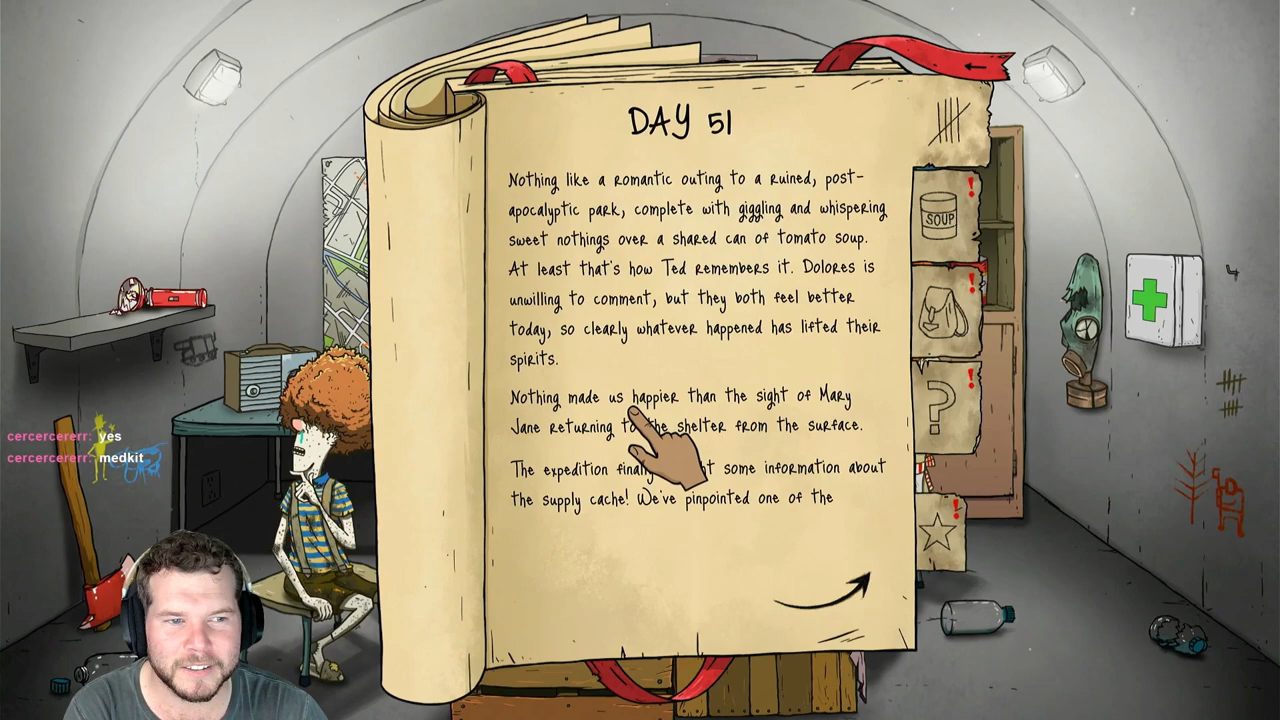 DAY 51
Nothing like a romantic outing to a ruined, post-
apocalyptic park, complete with giggling and whispering
sweet nothings over a shared can of tomato soup.
At least that's how Ted remembers it. Dolores is
unwilling to comment, but they both feel better
today, so clearly whatever happened has lifted their
spirits.
Nothing made us happier than the sight of Mary
Jane returning to the shelter from the surface.
The expedition some information about
the supply cache! We've pinpointed one of the
SOUP
!
!
?
!
!
cercercererr: yes
cercercererr: medkit